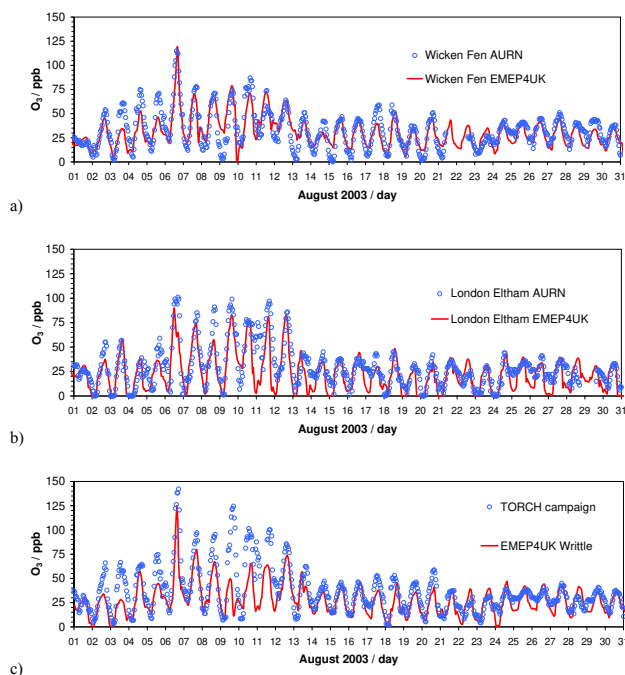 150
125
100
75
50
25
0
O₃ / ppb
Wicken Fen AURN
Wicken Fen EMEP4UK
01 02 03 04 05 06 07 08 09 10 11 12 13 14 15 16 17 18 19 20 21 22 23 24 25 26 27 28 29 30 31
August 2003 / day
a)
150
125
100
75
50
25
0
O₃ / ppb
London Eltham AURN
London Eltham EMEP4UK
01 02 03 04 05 06 07 08 09 10 11 12 13 14 15 16 17 18 19 20 21 22 23 24 25 26 27 28 29 30 31
August 2003 / day
b)
150
125
100
75
50
25
0
O₃ / ppb
TORCH campaign
EMEP4UK Writtle
01 02 03 04 05 06 07 08 09 10 11 12 13 14 15 16 17 18 19 20 21 22 23 24 25 26 27 28 29 30 31
August 2003 / day
c)